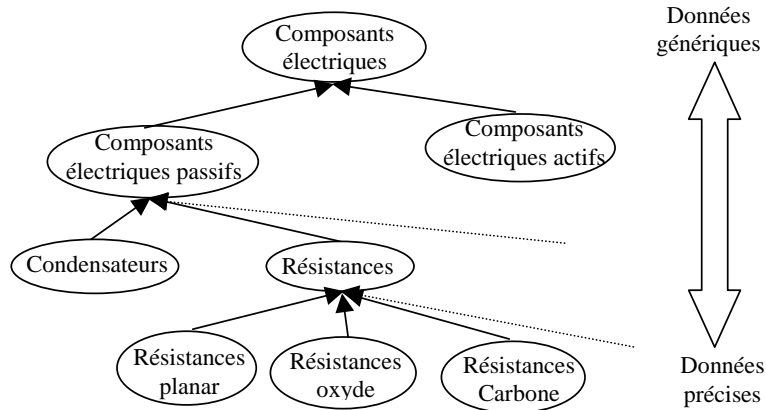 Composants
électriques
Données
génériques
Composants
électriques passifs
Composants
électriques actifs
Condensateurs
Résistances
Résistances
planar
Résistances
oxyde
Résistances
Carbone
Données
précises